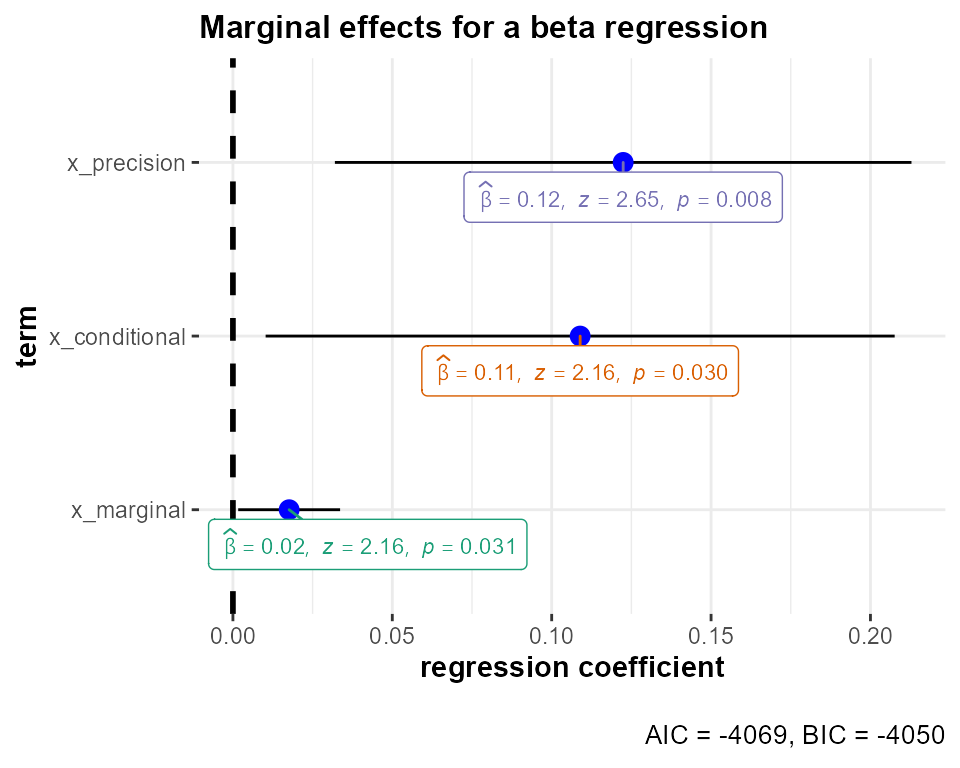 Marginal effects for a beta regression
x_precision
β̂ = 0.12, z = 2.65, p = 0.008
x_conditional
β̂ = 0.11, z = 2.16, p = 0.030
x_marginal
β̂ = 0.02, z = 2.16, p = 0.031
term
0.00 0.05 0.10 0.15 0.20
regression coefficient
AIC = -4069, BIC = -4050